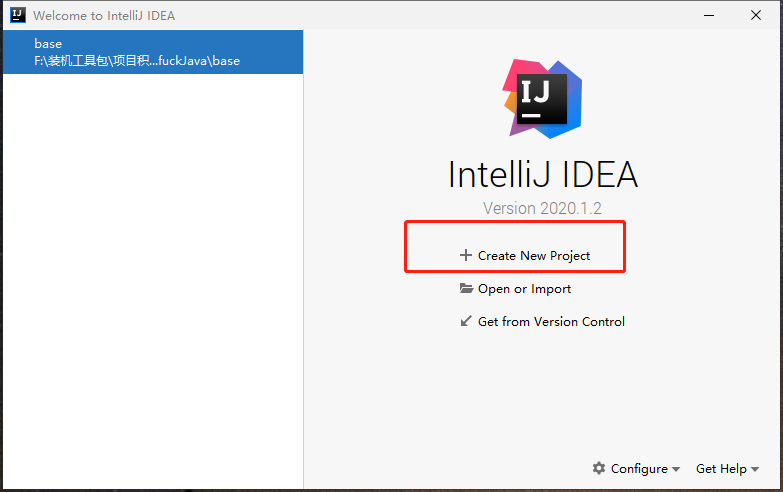 Welcome to IntelliJ IDEA
base
F:\装机工具包\项目积...fuckJava\base
IJ
IntelliJ IDEA
Version 2020.1.2
Create New Project
Open or Import
Get from Version Control
Configure
Get Help